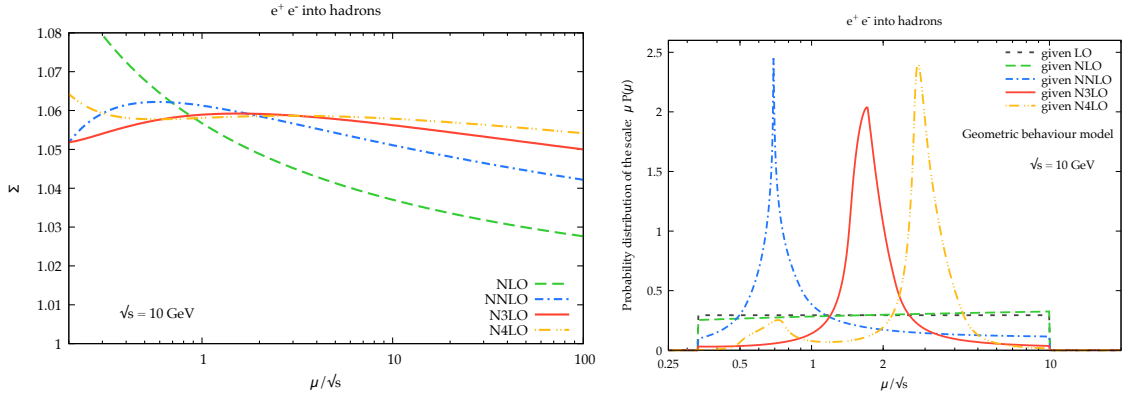 e+ e- into hadrons
1.08
1.07
1.06
1.05
1.04
1.03
1.02
1.01
1
Σ
NLO
NNLO
N3LO
N4LO
√s = 10 GeV
1
10
100
μ/√s
e+ e- into hadrons
2.5
2
1.5
1
0.5
0
Probability distribution of the scale: μ P(μ)
given LO
given NLO
given NNLO
given N3LO
given N4LO
Geometric behaviour model
√s = 10 GeV
0.25
0.5
1
2
10
μ/√s